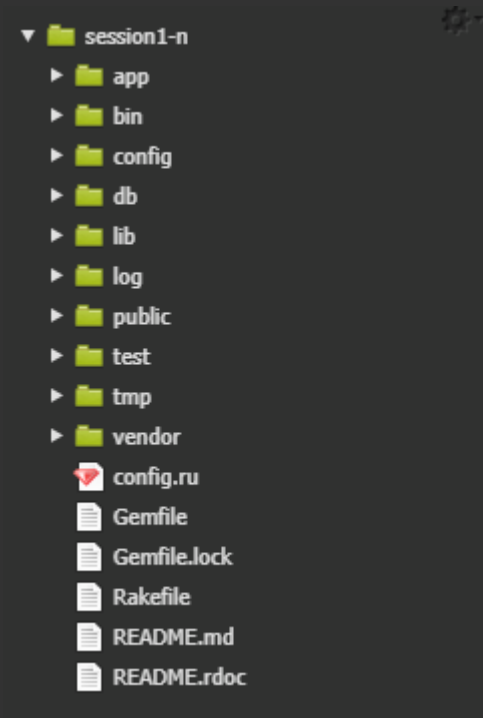 session1-n
app
bin
config
db
lib
log
public
test
tmp
vendor
config.ru
Gemfile
Gemfile.lock
Rakefile
README.md
README.rdoc